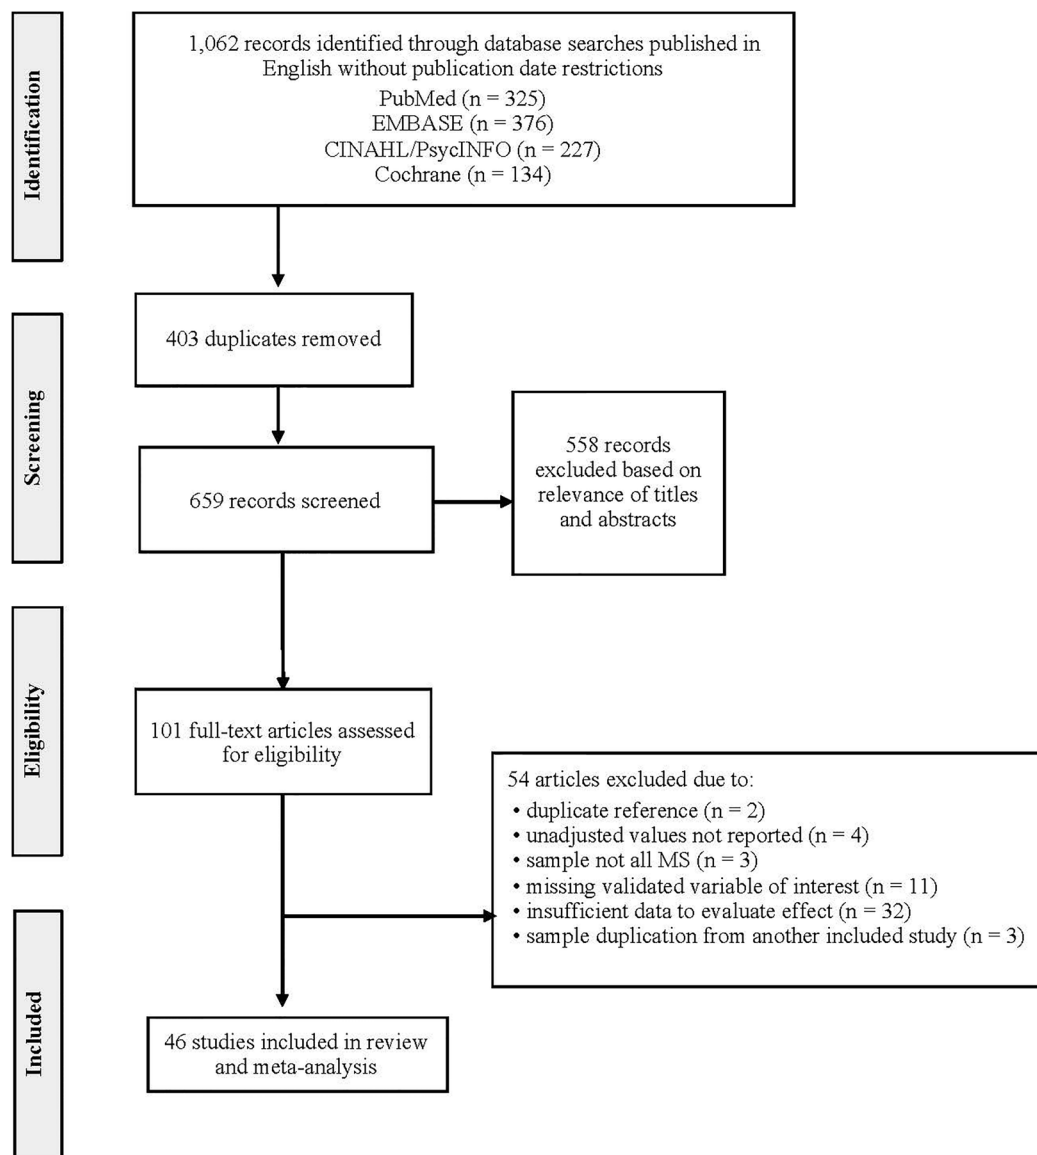 Identification
1,062 records identified through database searches published in
English without publication date restrictions
PubMed (n = 325)
EMBASE (n = 376)
CINAHL/PsycINFO (n = 227)
Cochrane (n = 134)
Screening
403 duplicates removed
659 records screened
558 records
excluded based on
relevance of titles
and abstracts
Eligibility
101 full-text articles assessed
for eligibility
54 articles excluded due to:
• duplicate reference (n = 2)
• unadjusted values not reported (n = 4)
• sample not all MS (n = 3)
• missing validated variable of interest (n = 11)
• insufficient data to evaluate effect (n = 32)
• sample duplication from another included study (n = 3)
Included
46 studies included in review
and meta-analysis